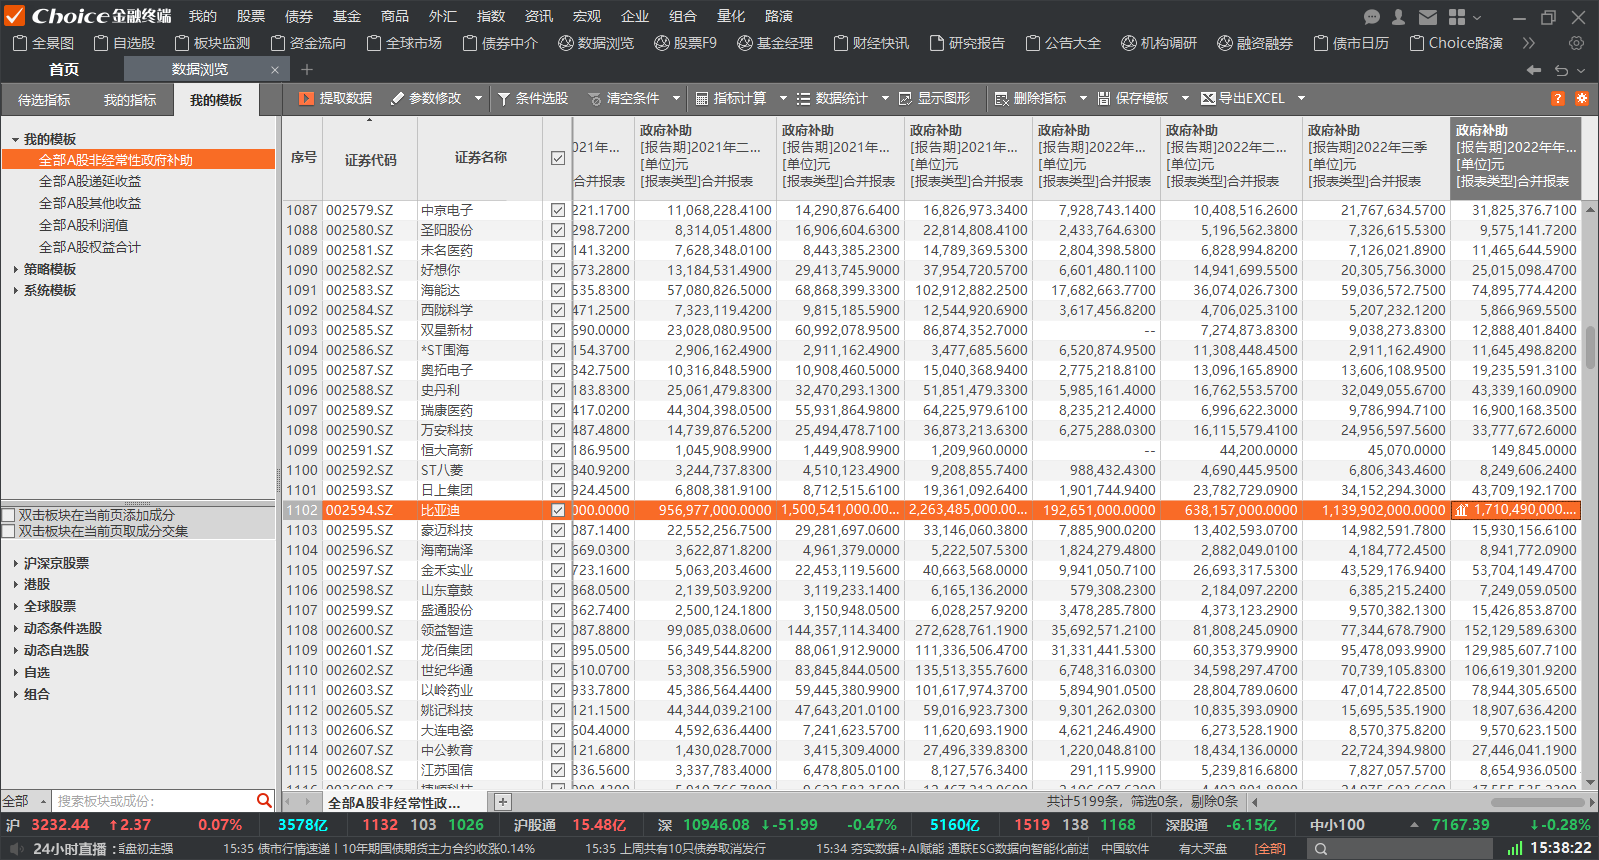 Choice金融终端 我的 股票 债券 基金 商品 外汇 指数 资讯 宏观 企业 组合 量化 路演
全景图 自选股 板块监测 资金流向 全球市场 债券中介 数据浏览 股票F9 基金经理 财经快讯 研究报告 公告大全 机构调研 融资融券 债市日历 Choice路演
首页 数据浏览
待选指标 我的指标 我的模板
提取数据 参数修改 条件选股 清空条件 指标计算 数据统计 显示图形 删除指标 保存模板 导出EXCEL
我的模板
全部A股非经常性政府补助
全部A股递延收益
全部A股其他收益
全部A股利润值
全部A股权益合计
策略模板
系统模板
双击板块在当前页添加成分
双击板块在当前页取成分交集
沪深京股票
港股
全球股票
动态条件选股
动态自选股
自选
组合
全部 搜索板块或成份:
序号 证券代码 证券名称
021年...
合并报表
政府补助
[报告期]2021年二...
[单位]元
[报表类型]合并报表
政府补助
[报告期]2021年...
[单位]元
[报表类型]合并报表
政府补助
[报告期]2021年...
[单位]元
[报表类型]合并报表
政府补助
[报告期]2022年...
[单位]元
[报表类型]合并报表
政府补助
[报告期]2022年二...
[单位]元
[报表类型]合并报表
政府补助
[报告期]2022年三季
[单位]元
[报表类型]合并报表
政府补助
[报告期]2022年年...
[单位]元
[报表类型]合并报表
1087 002579.SZ 中京电子 221.1700 11,068,228.4100 14,290,876.6400 16,826,973.3400 7,928,743.1400 10,408,516.2600 21,767,634.5700 31,825,376.7100
1088 002580.SZ 圣阳股份 298.7200 8,314,051.4800 16,906,604.6300 22,814,808.4100 2,433,764.6300 5,196,562.3800 7,326,615.5300 9,575,141.7200
1089 002581.SZ 未名医药 141.3200 7,628,348.0100 8,443,385.2300 14,789,369.5300 2,804,398.5800 6,828,994.8200 7,126,021.8900 11,465,644.5900
1090 002582.SZ 好想你 673.2800 13,184,531.4900 29,413,745.9000 37,954,720.5700 6,601,480.1100 14,941,699.5500 20,305,756.3000 25,015,098.4700
1091 002583.SZ 海能达 535.8300 57,080,826.5000 68,868,399.3300 102,912,882.2500 17,682,663.7700 36,074,026.7300 59,036,572.7500 74,895,774.4200
1092 002584.SZ 西陇科学 471.2500 7,323,119.4200 9,815,185.5900 12,544,920.6900 3,617,456.8200 4,706,025.3100 5,207,232.1200 5,866,969.5500
1093 002585.SZ 双星新材 690.0000 23,028,080.9500 60,992,078.9500 86,874,352.7000 -- 7,274,873.8300 9,038,273.8300 12,888,401.8400
1094 002586.SZ *ST围海 154.3700 2,906,162.4900 2,911,162.4900 3,477,685.5600 6,520,874.9500 11,308,448.4500 2,911,162.4900 11,645,498.8200
1095 002587.SZ 奥拓电子 342.7500 10,316,848.5900 10,908,460.5000 15,040,368.9400 2,775,218.8100 13,096,165.8900 13,606,108.9500 19,235,591.3100
1096 002588.SZ 史丹利 183.8300 25,061,479.8300 32,470,293.1300 51,851,479.3300 5,985,161.4000 16,762,553.5700 32,049,055.6700 43,339,160.0900
1097 002589.SZ 瑞康医药 417.0200 44,304,398.0500 55,931,864.9800 64,225,979.6100 8,235,212.4000 6,996,622.3000 9,786,994.7100 16,900,168.3500
1098 002590.SZ 万安科技 487.4800 14,739,876.5200 25,494,478.7100 36,873,213.6300 6,275,288.0300 16,115,579.4100 24,956,597.5600 33,777,672.6000
1099 002591.SZ 恒大高新 186.9500 1,045,908.9900 1,449,908.9900 1,209,960.0000 -- 44,200.0000 45,070.0000 149,845.0000
1100 002592.SZ ST八菱 340.9200 3,244,737.8300 4,510,123.4900 9,208,855.7400 988,432.4300 4,690,445.9500 6,806,343.4600 8,249,606.2400
1101 002593.SZ 日上集团 924.4500 6,808,381.9100 8,712,515.6100 19,361,092.6400 1,901,744.9400 23,782,729.0900 34,152,294.3000 43,709,192.1700
1102 002594.SZ 比亚迪 000.0000 956,977,000.0000 1,500,541,000.00... 2,263,485,000.00... 192,651,000.0000 638,157,000.0000 1,139,902,000.0000 1,710,490,000....
1103 002595.SZ 豪迈科技 087.1400 22,552,256.7500 29,281,697.0600 33,146,060.3800 7,885,900.0200 13,402,593.0700 14,982,591.7800 15,930,156.6100
1104 002596.SZ 海南瑞泽 569.0300 3,622,871.8200 4,961,379.0000 5,222,507.5300 1,824,279.4800 2,882,049.0100 4,184,772.4500 8,941,772.0900
1105 002597.SZ 金禾实业 723.1600 5,063,203.4600 22,453,119.5600 40,663,568.0000 9,941,050.7100 26,693,317.5300 43,529,176.9400 53,704,149.4700
1106 002598.SZ 山东章鼓 368.0500 2,139,503.9200 3,119,233.1400 6,165,136.2000 579,308.2300 2,184,097.2200 6,385,215.2400 7,249,059.0500
1107 002599.SZ 盛通股份 362.7400 2,500,124.1800 3,150,948.0500 6,028,257.9200 3,478,285.7800 4,373,123.2900 9,570,382.1300 15,426,853.8700
1108 002600.SZ 领益智造 087.8800 99,085,038.0600 144,357,114.3400 272,628,761.1900 35,692,571.2100 81,808,245.0900 77,344,678.7900 152,129,589.6300
1109 002601.SZ 龙佰集团 395.0500 56,349,544.8200 88,061,912.9000 111,336,506.4700 31,331,441.5300 60,353,379.9900 95,478,093.9900 129,985,607.7100
1110 002602.SZ 世纪华通 510.0700 53,308,356.5900 83,845,844.0500 135,513,355.7600 6,748,316.0300 34,598,297.4700 70,739,105.8300 106,619,301.9200
1111 002603.SZ 以岭药业 933.7800 45,386,564.4400 59,445,380.9900 101,617,974.3700 5,894,901.0500 28,804,789.0600 47,014,722.8500 78,944,305.6500
1112 002605.SZ 姚记科技 121.1500 44,344,039.2100 47,643,201.0100 59,016,923.7300 9,301,262.0300 10,835,393.0900 15,695,535.1900 18,907,636.4200
1113 002606.SZ 大连电瓷 504.4000 4,592,636.4400 7,241,623.5700 11,620,693.1900 4,621,246.4900 6,273,528.1900 8,570,375.8200 9,570,623.1500
1114 002607.SZ 中公教育 121.6800 1,430,028.7000 3,415,309.4000 27,496,339.8300 1,220,048.8100 18,434,136.0000 22,724,394.9800 27,446,041.1900
1115 002608.SZ 江苏国信 336.5600 3,337,783.4000 6,478,805.0100 8,127,576.3400 291,115.9900 5,239,816.6800 7,827,057.5700 8,654,936.0500
全部A股非经常性政... 共计5199条，筛选0条，剔除0条
沪 3232.44 2.37 0.07% 3578亿 1132 103 1026 沪股通 15.48亿 深 10946.08 -51.99 -0.47% 5160亿 1519 138 1168 深股通 -6.15亿 中小100 7167.39 -0.28%
24小时直播： 盲盘初走强 15:35 债市行情速递丨10年期国债期货主力合约收涨0.14% 15:35 上周共有10只债券取消发行 15:34 夯实数据+AI赋能 通联ESG数据向智能化前进 中国软件 有大买盘 [全部] 15:38:22